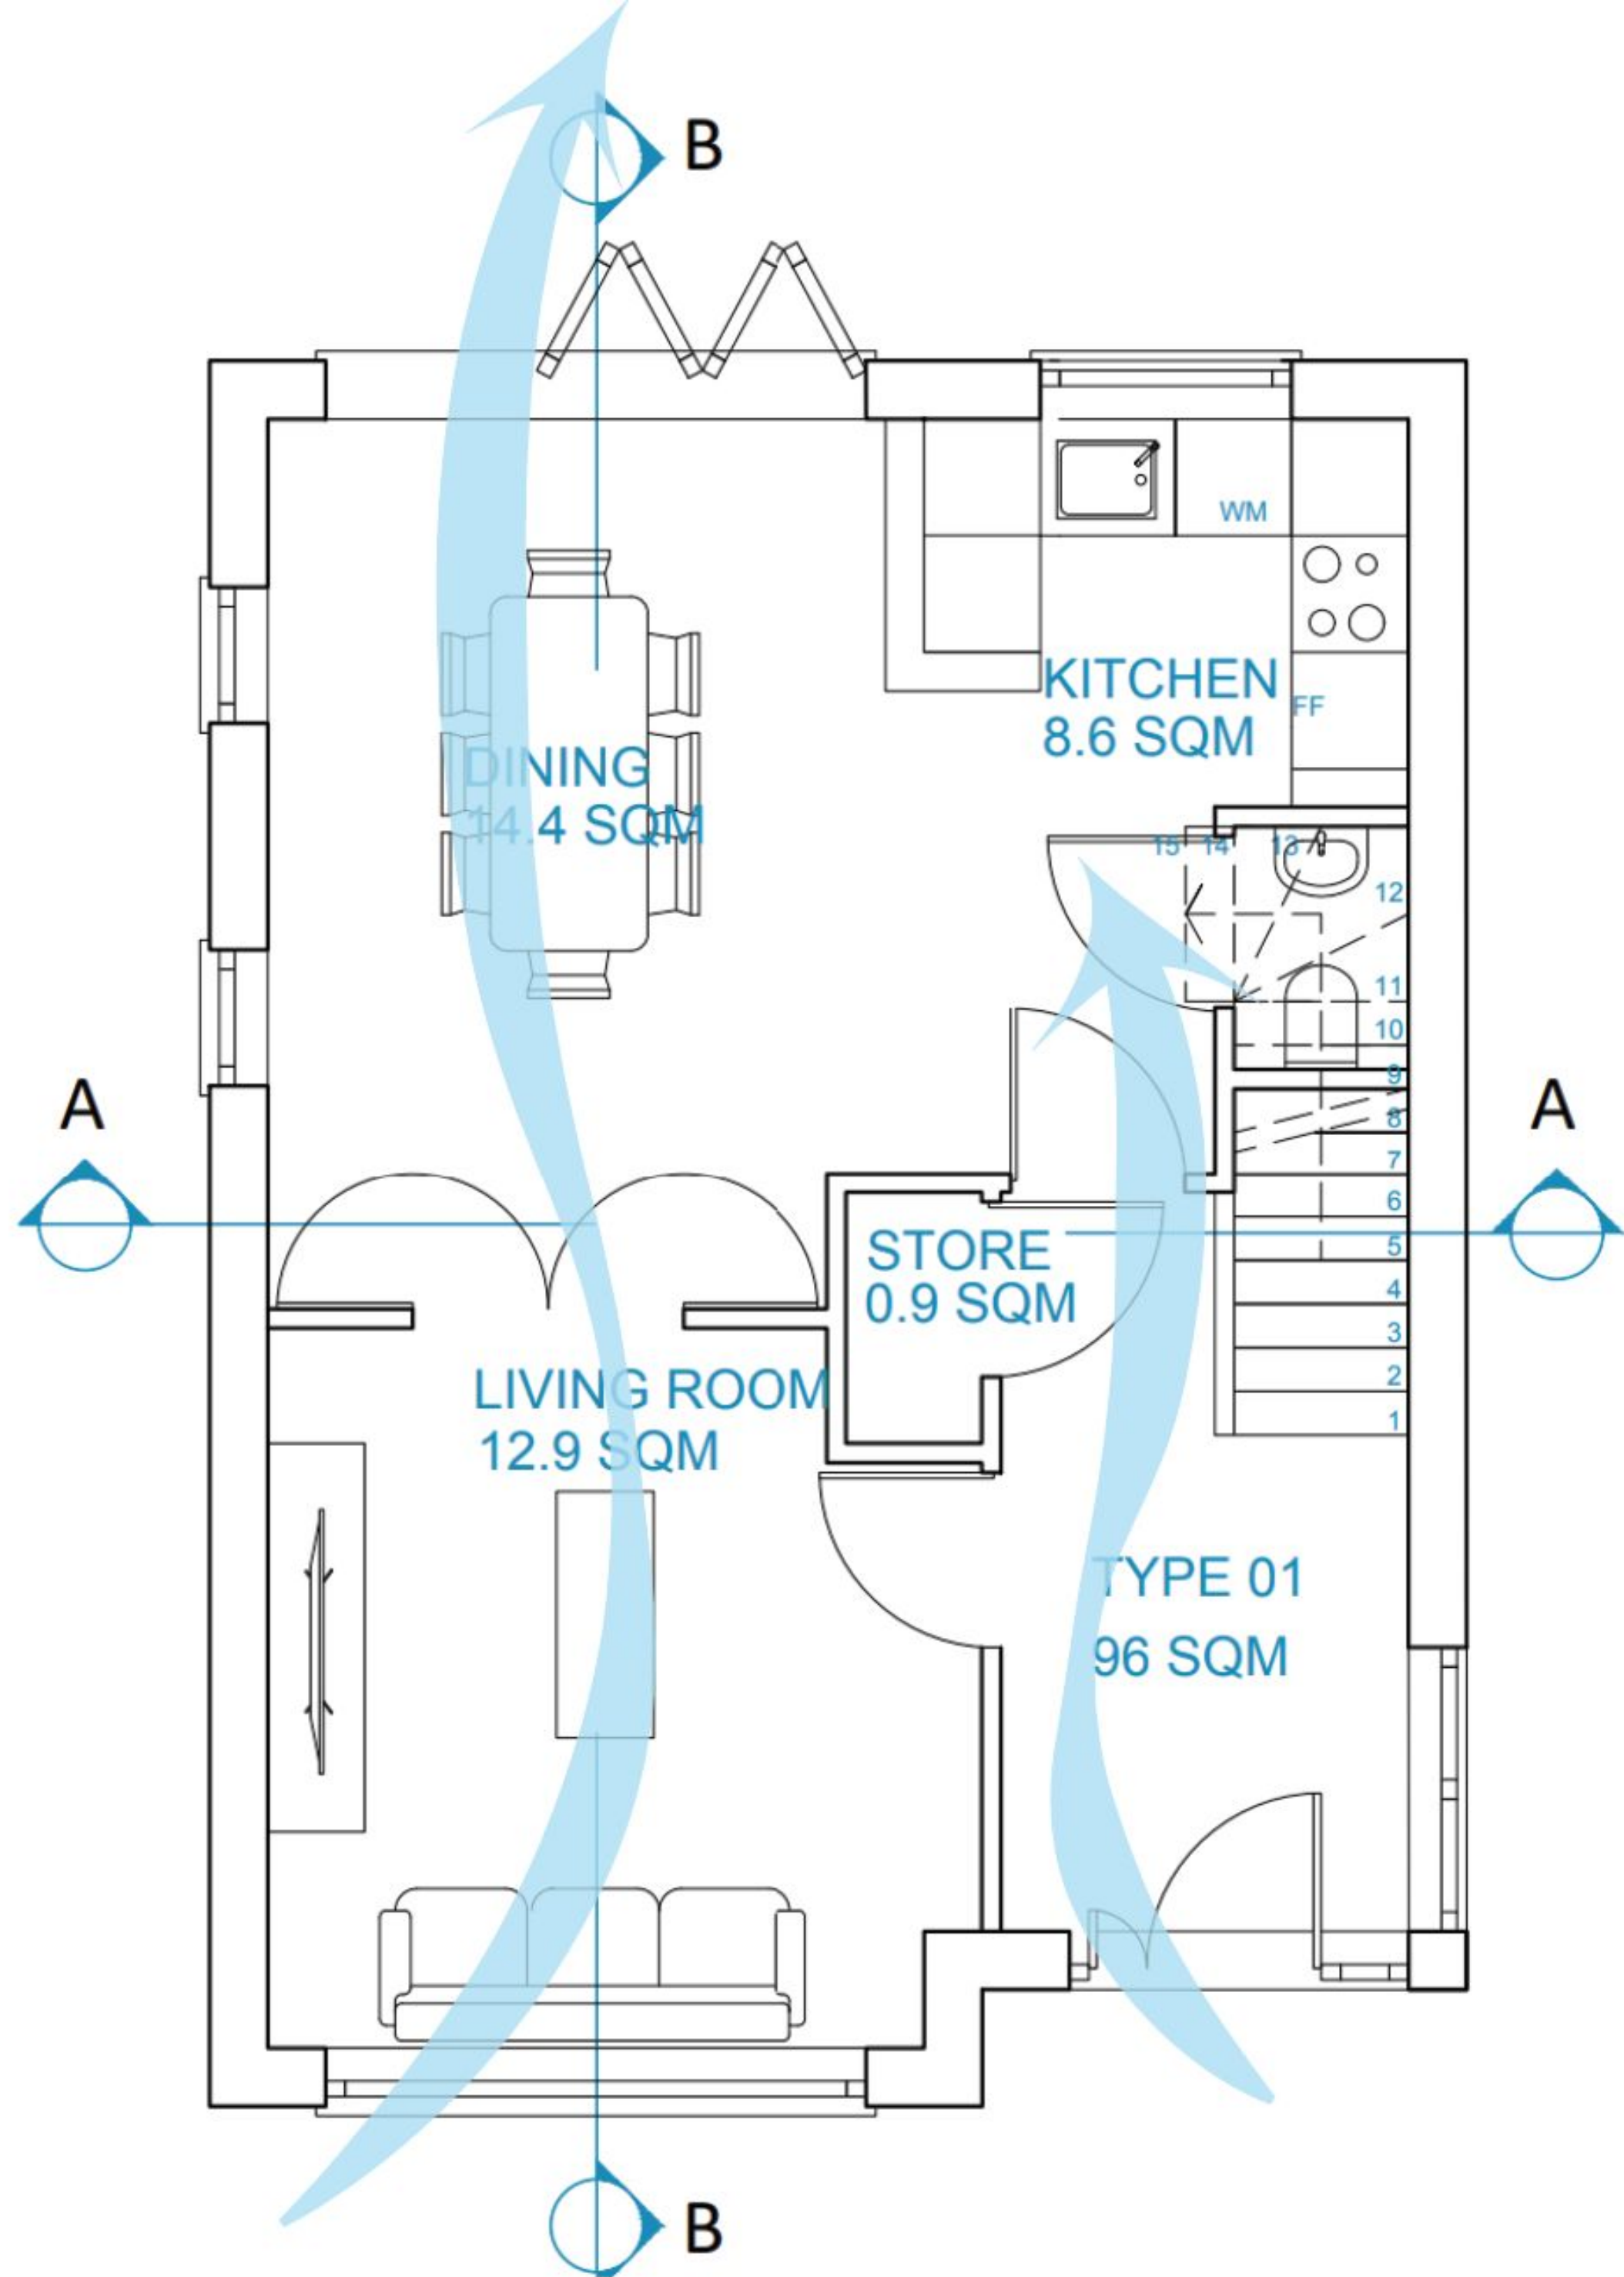 B
WM
KITCHEN
8.6 SQM
FF
DINING
14.4 SQM
15 14 13
12
11
10
9
8
7
6
5
4
3
2
1
A
A
STORE
0.9 SQM
LIVING ROOM
12.9 SQM
TYPE 01
96 SQM
B